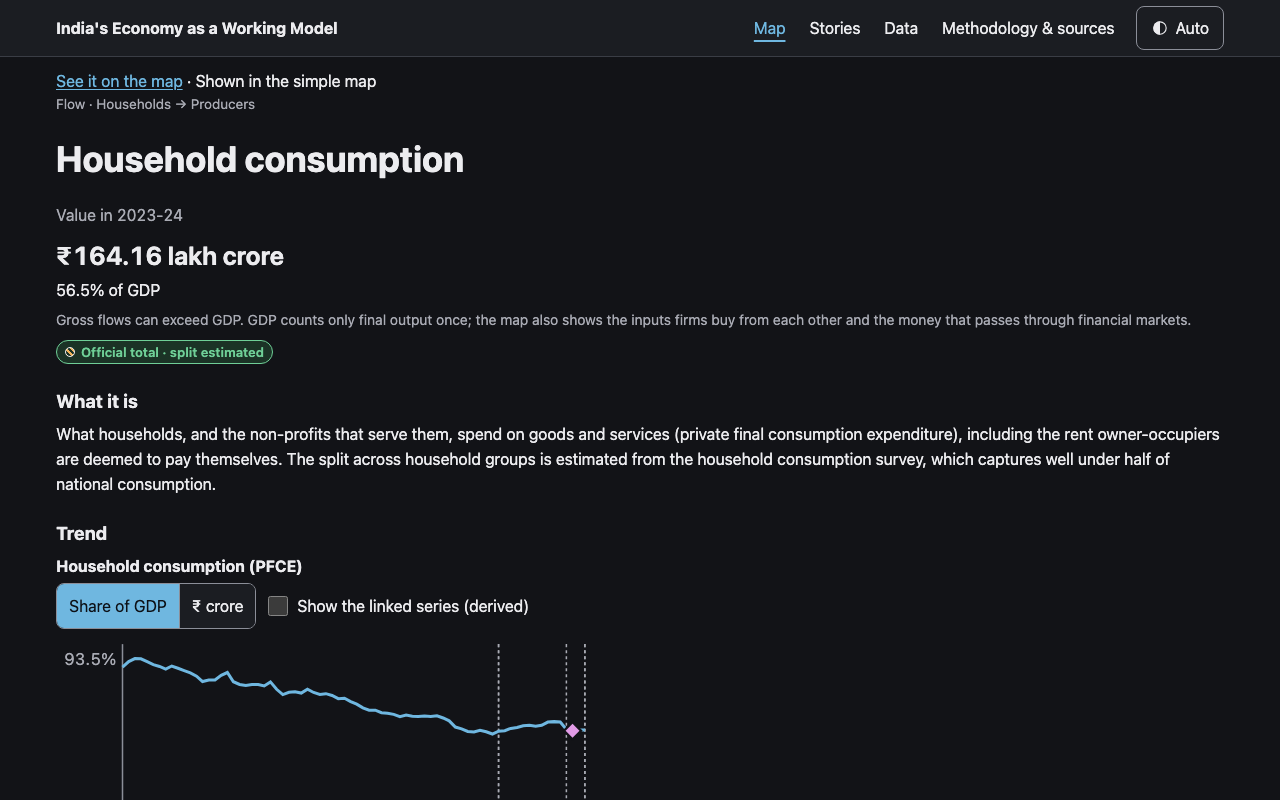 India's Economy as a Working Model
Map
Stories
Data
Methodology & sources
Auto
See it on the map · Shown in the simple map
Flow · Households → Producers
Household consumption
Value in 2023-24
₹164.16 lakh crore
56.5% of GDP
Gross flows can exceed GDP. GDP counts only final output once; the map also shows the inputs firms buy from each other and the money that passes through financial markets.
Official total · split estimated
What it is
What households, and the non-profits that serve them, spend on goods and services (private final consumption expenditure), including the rent owner-occupiers
are deemed to pay themselves. The split across household groups is estimated from the household consumption survey, which captures well under half of
national consumption.
Trend
Household consumption (PFCE)
Share of GDP
₹ crore
Show the linked series (derived)
93.5%